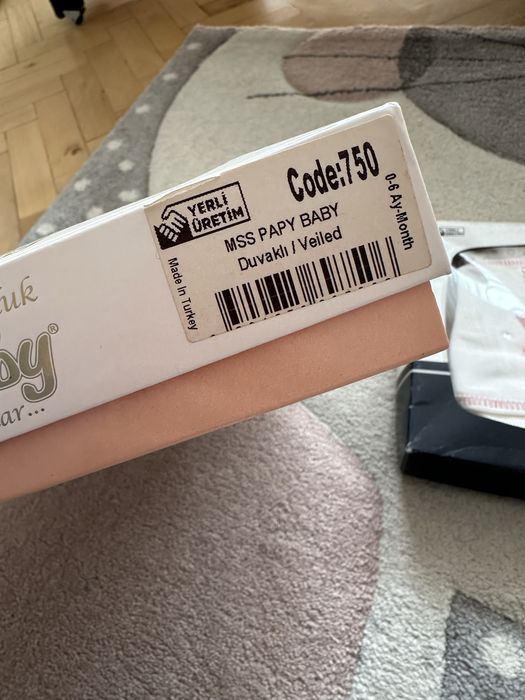 Code:750
YERLİ
ÜRETİM
MSS PAPY BABY
Duvaklı / Veiled
0-6 Ay-Month
Made In Turkey